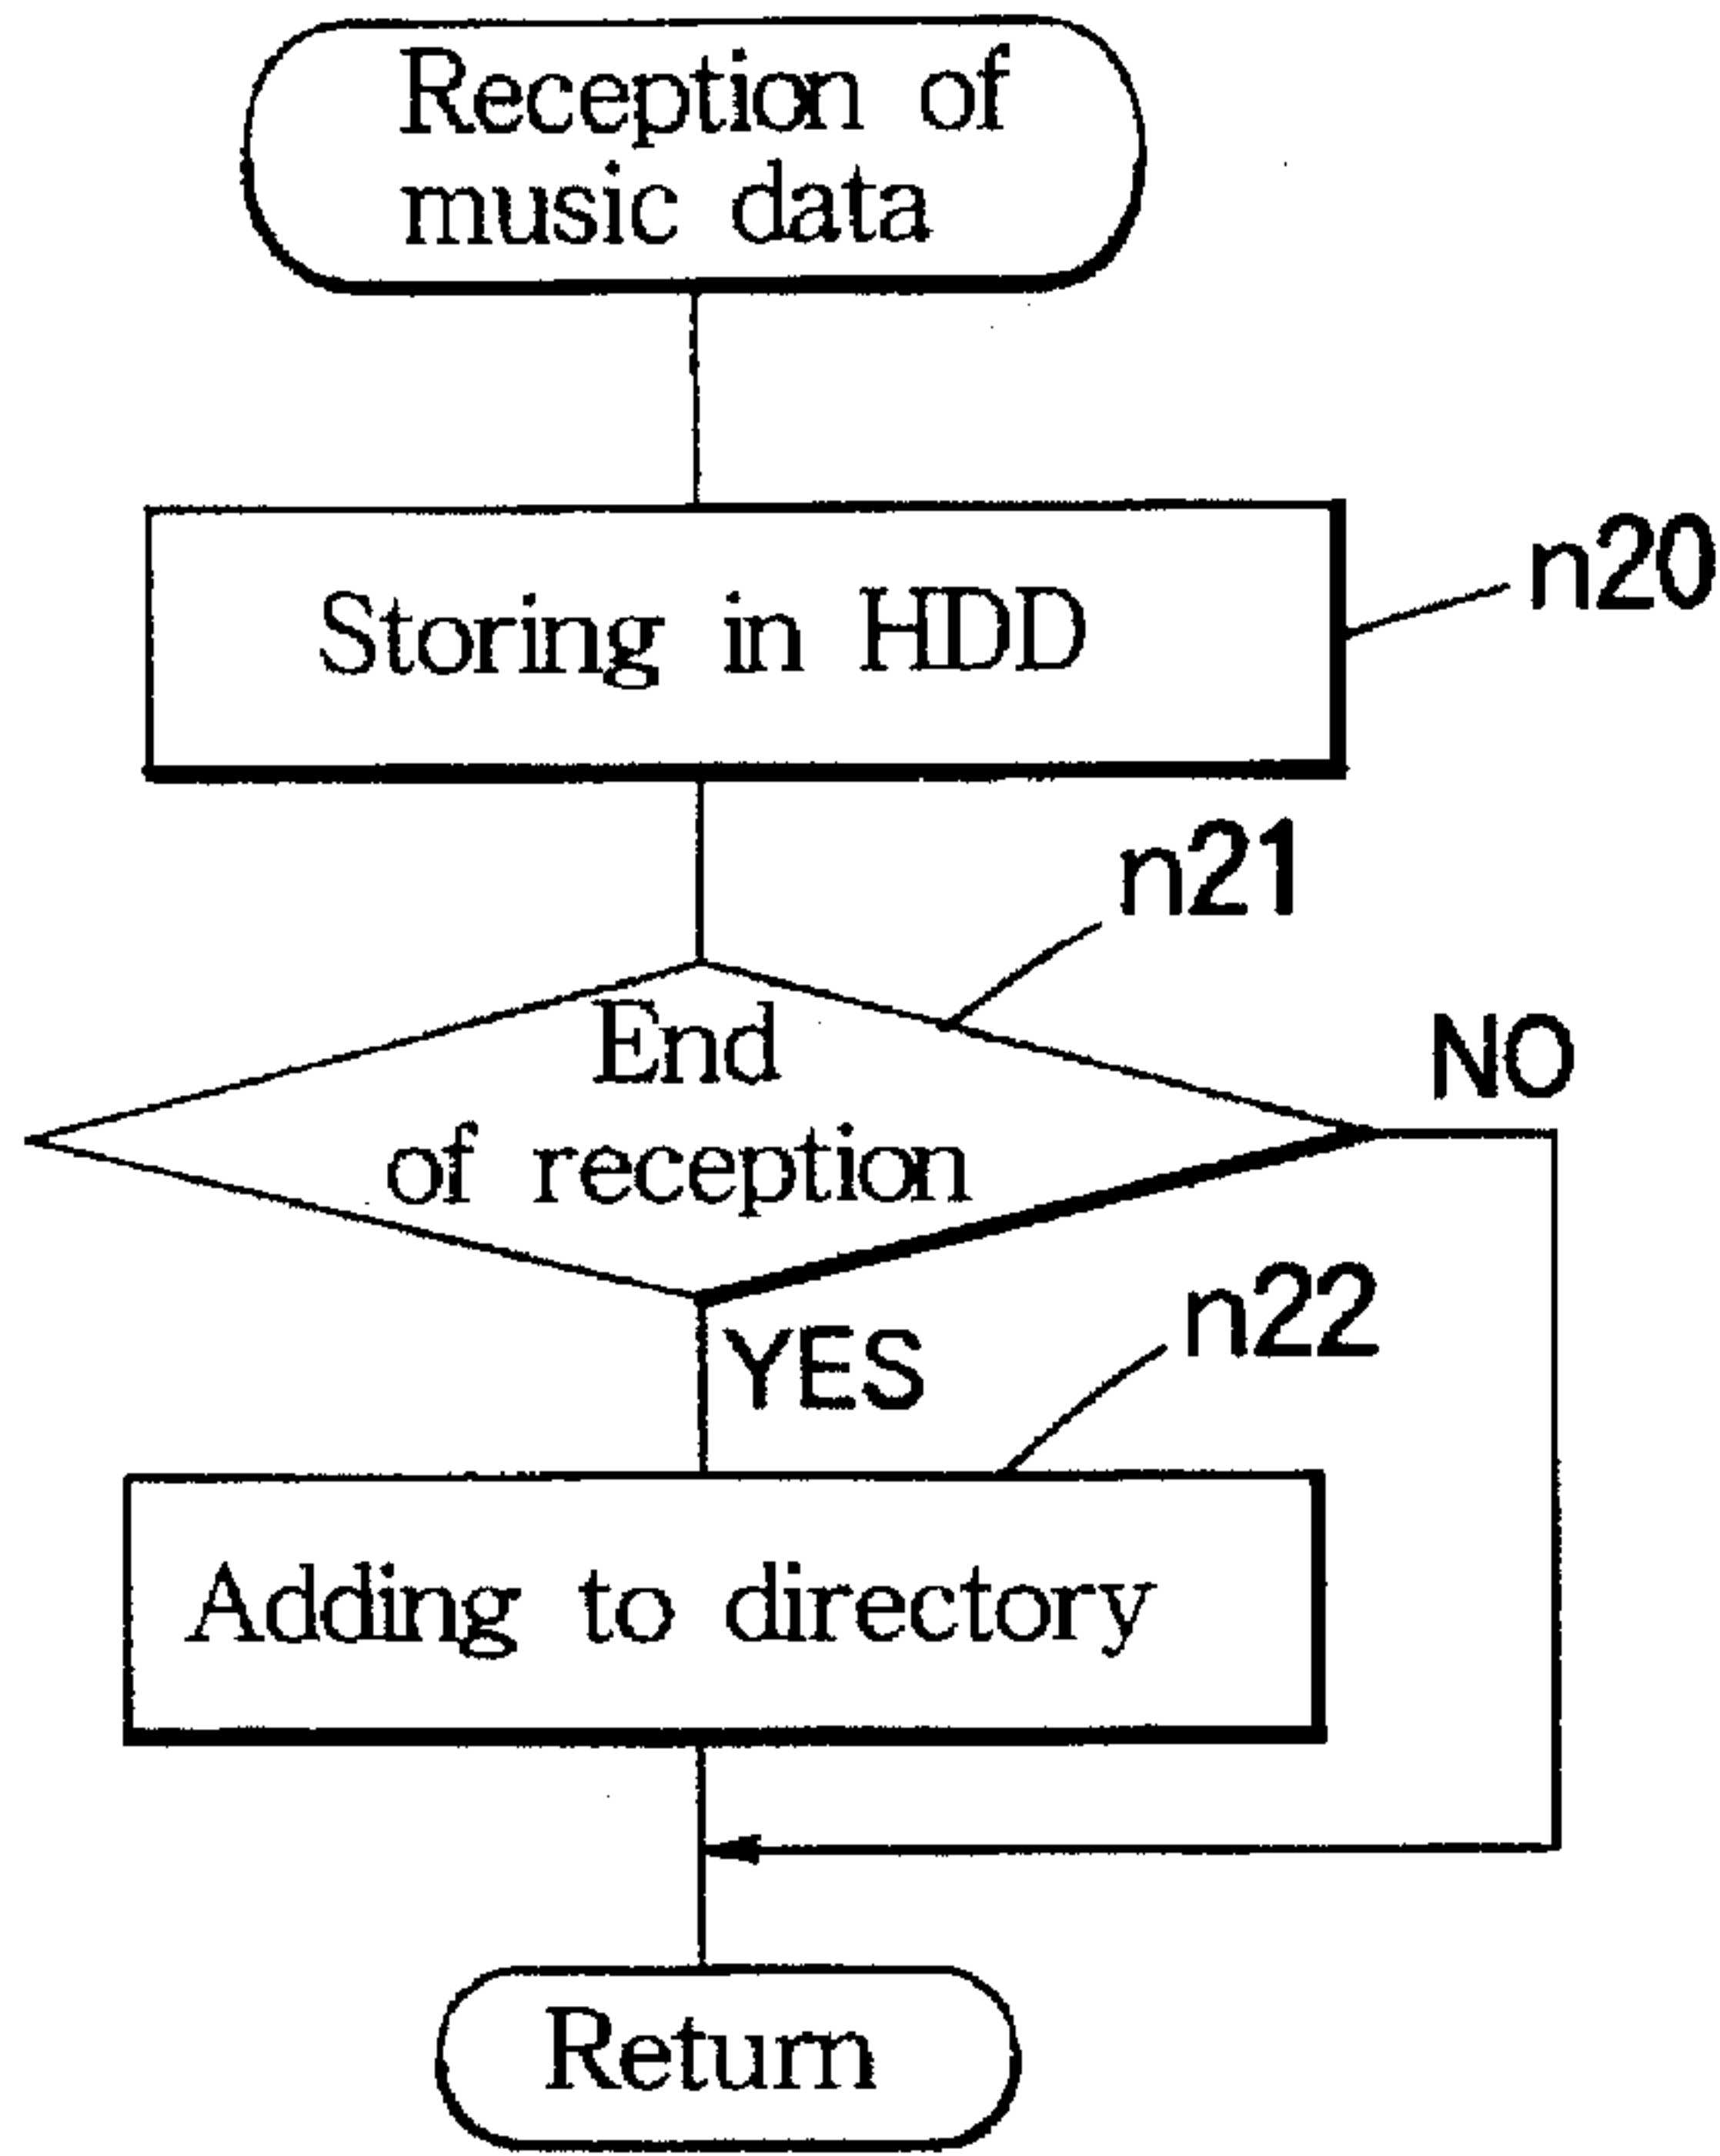 Reception of
music data
Storing in HDD
n20
n21
End
of reception
NO
YES
n22
Adding to directory
Return